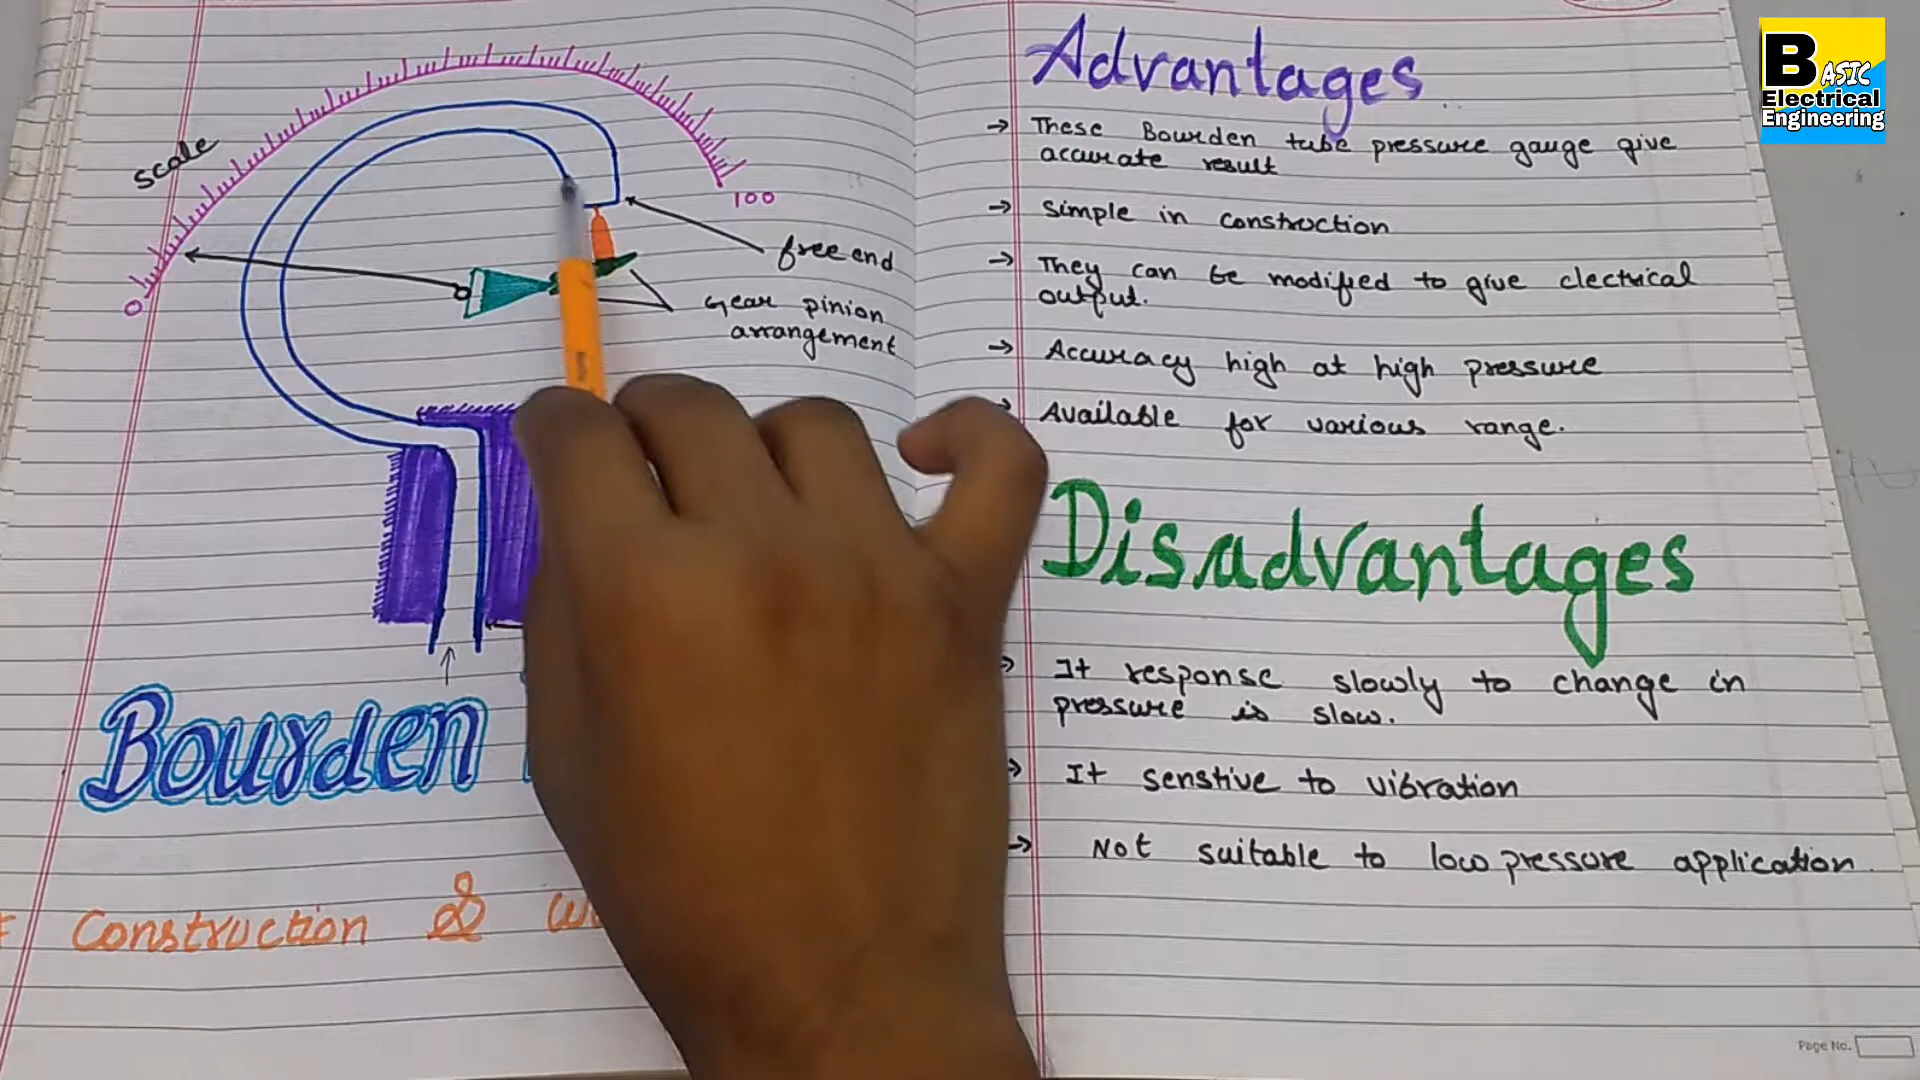 scale
0
100
free end
Gear pinion
arrangement
Bourden
Construction &
Advantages
→ These Bourden tube pressure gauge give
accurate result
→ Simple in construction
→ They can be modified to give electrical
output.
→ Accuracy high at high pressure
Available for various range.
Disadvantages
→ It response slowly to change in
pressure is slow.
→ It senstive to vibration
→ Not suitable to low pressure application.
Page No.
BASIC
Electrical
Engineering